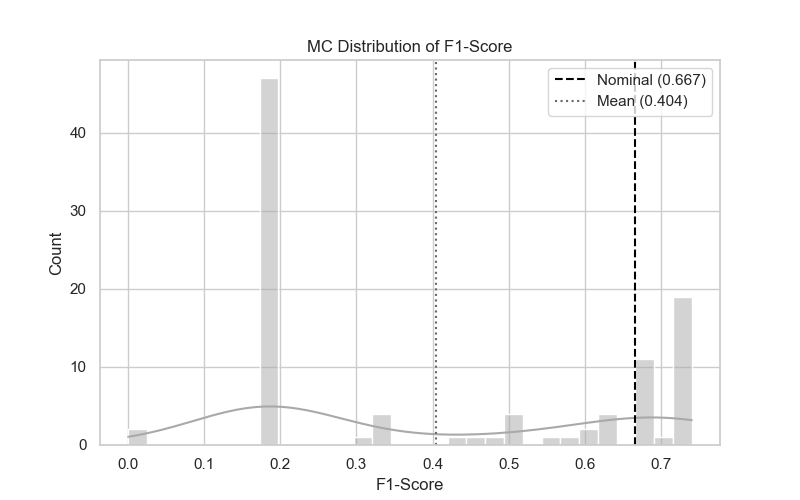 MC Distribution of F1-Score
Nominal (0.667)
Mean (0.404)
Count
40
30
20
10
0
0.0 0.1 0.2 0.3 0.4 0.5 0.6 0.7
F1-Score